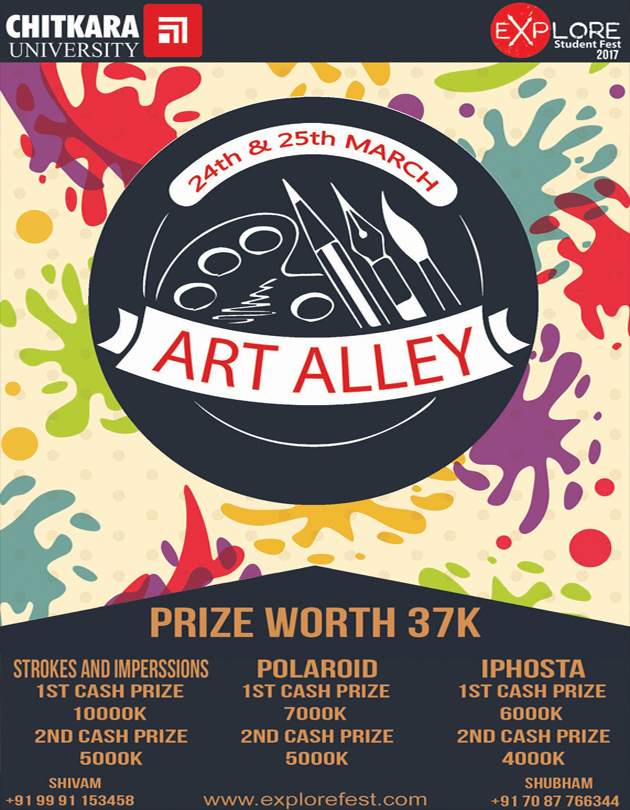 CHITKARA
UNIVERSITY
EXPLORE
Student Fest
2017
24th & 25th MARCH
ART ALLEY
PRIZE WORTH 37K
STROKES AND IMPERSSIONS
1ST CASH PRIZE
10000K
2ND CASH PRIZE
5000K
POLAROID
1ST CASH PRIZE
7000K
2ND CASH PRIZE
5000K
IPHOSTA
1ST CASH PRIZE
6000K
2ND CASH PRIZE
4000K
SHIVAM
+91 99 91 153458
www.explorefest.com
SHUBHAM
+91 70 87 766344